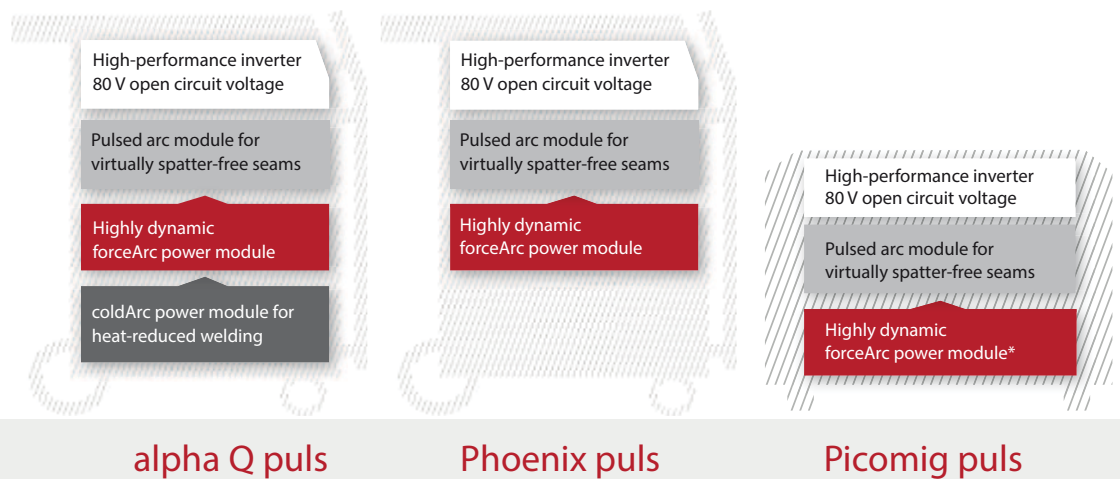 High-performance inverter
80 V open circuit voltage
Pulsed arc module for
virtually spatter-free seams
Highly dynamic
forceArc power module
coldArc power module for
heat-reduced welding
alpha Q puls
High-performance inverter
80 V open circuit voltage
Pulsed arc module for
virtually spatter-free seams
Highly dynamic
forceArc power module
Phoenix puls
High-performance inverter
80 V open circuit voltage
Pulsed arc module for
virtually spatter-free seams
Highly dynamic
forceArc power module*
Picomig puls